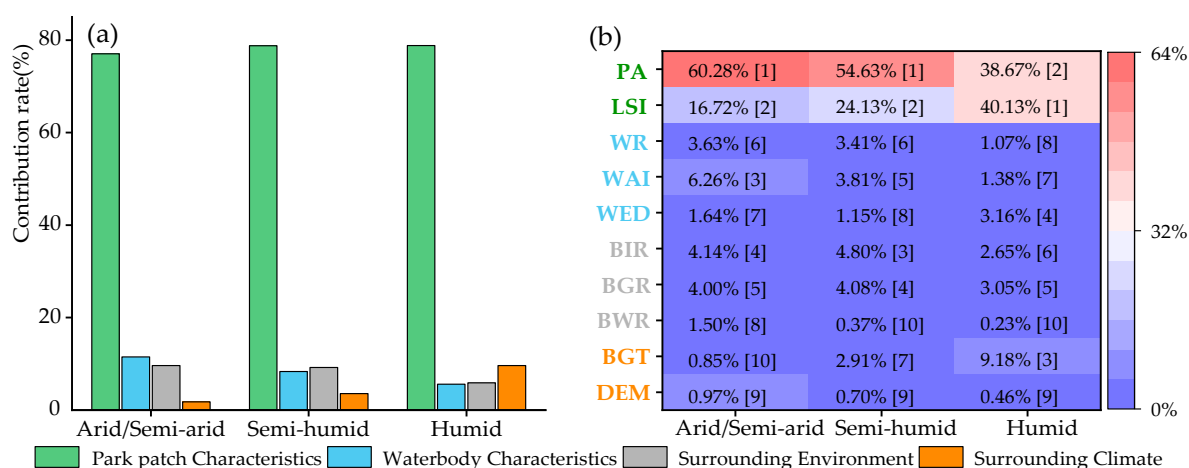 (a)
Contribution rate(%)
80
60
40
20
0
Arid/Semi-arid Semi-humid Humid
(b)
PA 60.28% [1] 54.63% [1] 38.67% [2]
LSI 16.72% [2] 24.13% [2] 40.13% [1]
WR 3.63% [6] 3.41% [6] 1.07% [8]
WAI 6.26% [3] 3.81% [5] 1.38% [7]
WED 1.64% [7] 1.15% [8] 3.16% [4]
BIR 4.14% [4] 4.80% [3] 2.65% [6]
BGR 4.00% [5] 4.08% [4] 3.05% [5]
BWR 1.50% [8] 0.37% [10] 0.23% [10]
BGT 0.85% [10] 2.91% [7] 9.18% [3]
DEM 0.97% [9] 0.70% [9] 0.46% [9]
Arid/Semi-arid Semi-humid Humid
64%
32%
0%
Park patch Characteristics Waterbody Characteristics Surrounding Environment Surrounding Climate